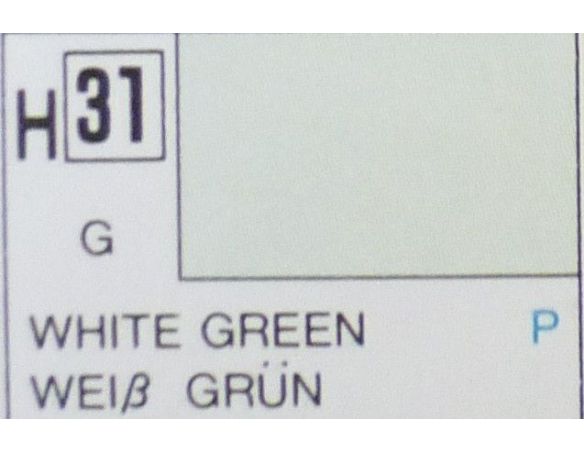 H 31
G
WHITE GREEN P
WEIß GRÜN